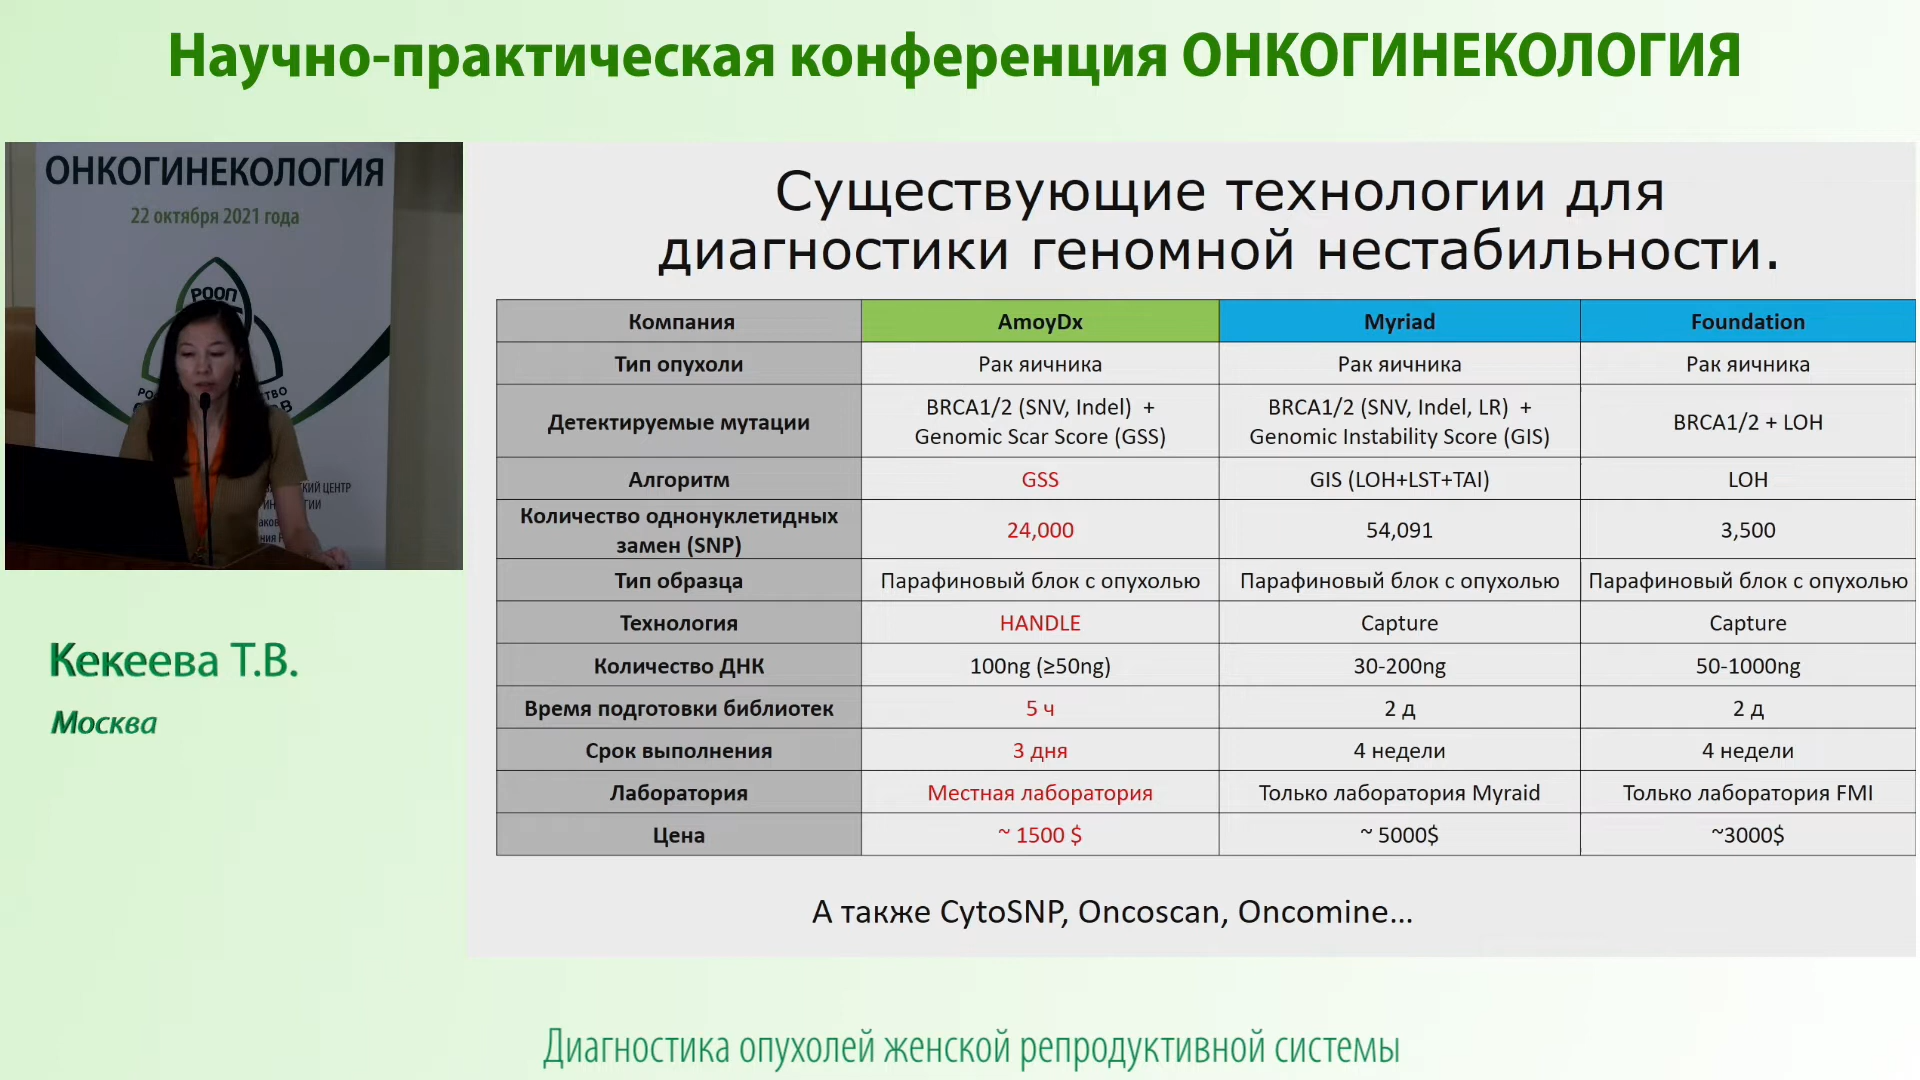 Научно-практическая конференция ОНКОГИНЕКОЛОГИЯ
ОНКОГИНЕКОЛОГИЯ
22 октября 2021 года
РООП
КИЙ ЦЕНТР
Кекеева Т.В.
Москва
Существующие технологии для
диагностики геномной нестабильности.
Компания AmoyDx Myriad Foundation
Тип опухоли Рак яичника Рак яичника Рак яичника
Детектируемые мутации BRCA1/2 (SNV, Indel) + Genomic Scar Score (GSS) BRCA1/2 (SNV, Indel, LR) + Genomic Instability Score (GIS) BRCA1/2 + LOH
Алгоритм GSS GIS (LOH+LST+TAI) LOH
Количество однонуклетидных замен (SNP) 24,000 54,091 3,500
Тип образца Парафиновый блок с опухолью Парафиновый блок с опухолью Парафиновый блок с опухолью
Технология HANDLE Capture Capture
Количество ДНК 100ng (≥50ng) 30-200ng 50-1000ng
Время подготовки библиотек 5 ч 2 д 2 д
Срок выполнения 3 дня 4 недели 4 недели
Лаборатория Местная лаборатория Только лаборатория Myraid Только лаборатория FMI
Цена ~ 1500 $ ~ 5000$ ~3000$
А также CytoSNP, Oncoscan, Oncomine...
Диагностика опухолей женской репродуктивной системы